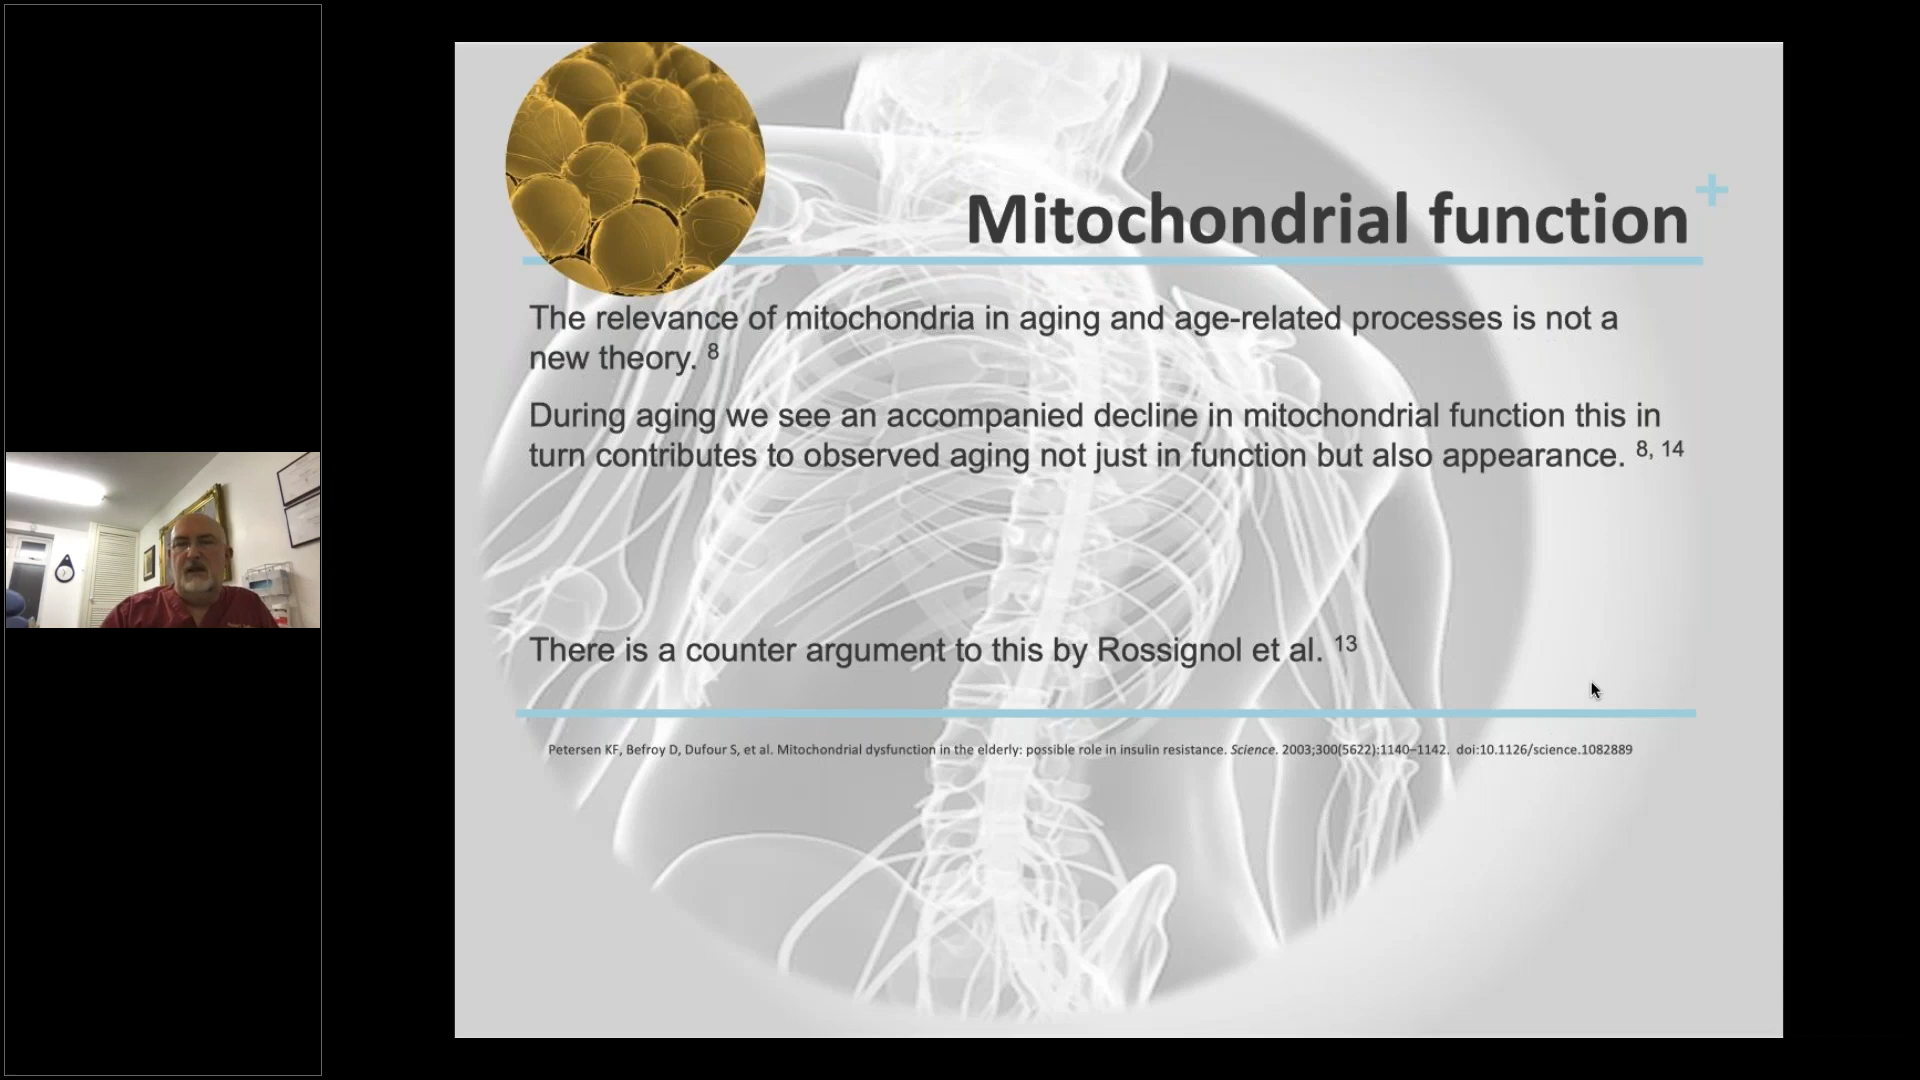 Mitochondrial function +
The relevance of mitochondria in aging and age-related processes is not a
new theory. 8
During aging we see an accompanied decline in mitochondrial function this in
turn contributes to observed aging not just in function but also appearance. 8, 14
There is a counter argument to this by Rossignol et al. 13
Petersen KF, Befroy D, Dufour S, et al. Mitochondrial dysfunction in the elderly: possible role in insulin resistance. Science. 2003;300(5622):1140–1142. doi:10.1126/science.1082889